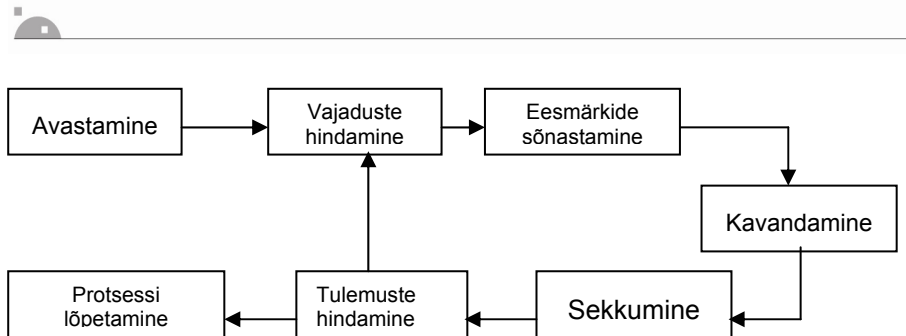 Avastamine
Vajaduste
hindamine
Eesmärkide
sõnastamine
Kavandamine
Sekkumine
Tulemuste
hindamine
Protsessi
lõpetamine